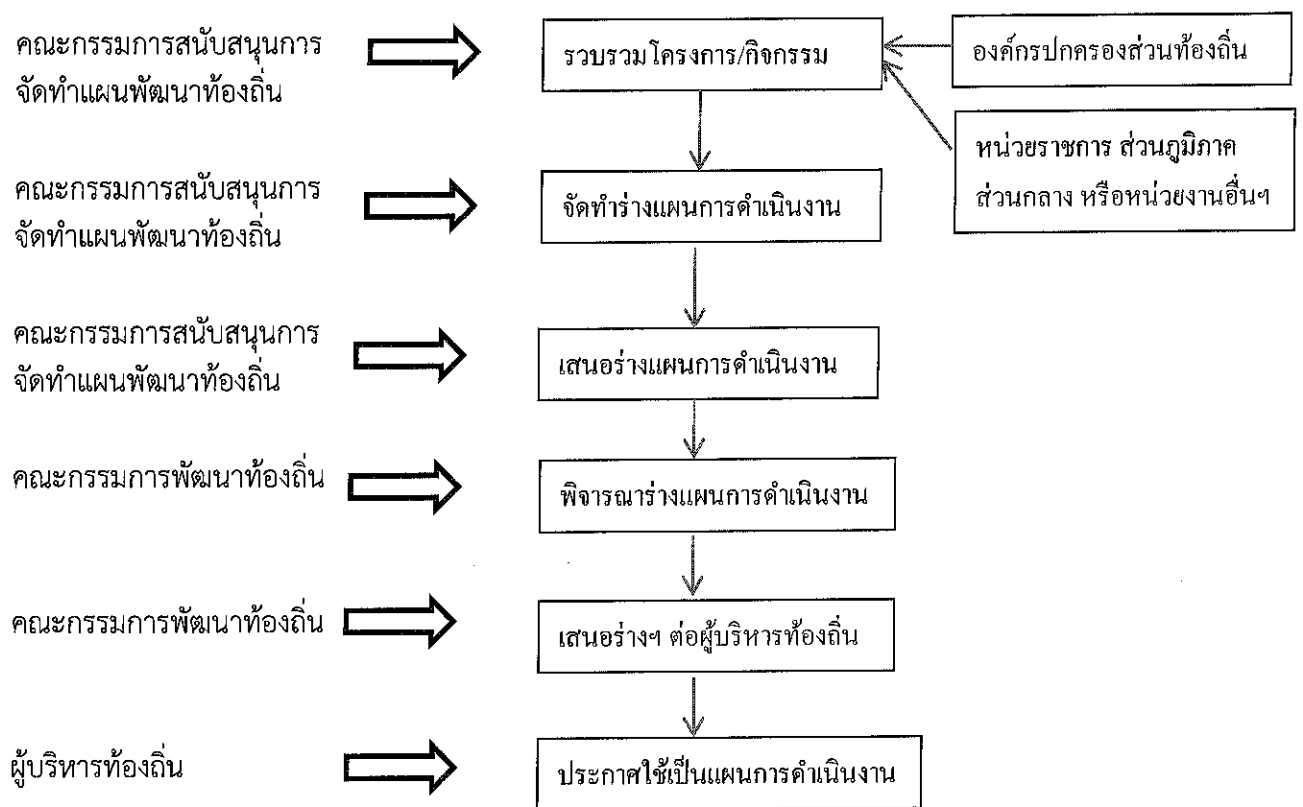 คณะกรรมการสนับสนุนการ
จัดทำแผนพัฒนาท้องถิ่น
รวบรวมโครงการ/กิจกรรม
องค์กรปกครองส่วนท้องถิ่น
หน่วยราชการ ส่วนภูมิภาค
ส่วนกลาง หรือหน่วยงานอื่นฯ
คณะกรรมการสนับสนุนการ
จัดทำแผนพัฒนาท้องถิ่น
จัดทำร่างแผนการดำเนินงาน
คณะกรรมการสนับสนุนการ
จัดทำแผนพัฒนาท้องถิ่น
เสนอร่างแผนการดำเนินงาน
คณะกรรมการพัฒนาท้องถิ่น
พิจารณาร่างแผนการดำเนินงาน
คณะกรรมการพัฒนาท้องถิ่น
เสนอร่างฯ ต่อผู้บริหารท้องถิ่น
ผู้บริหารท้องถิ่น
ประกาศใช้เป็นแผนการดำเนินงาน